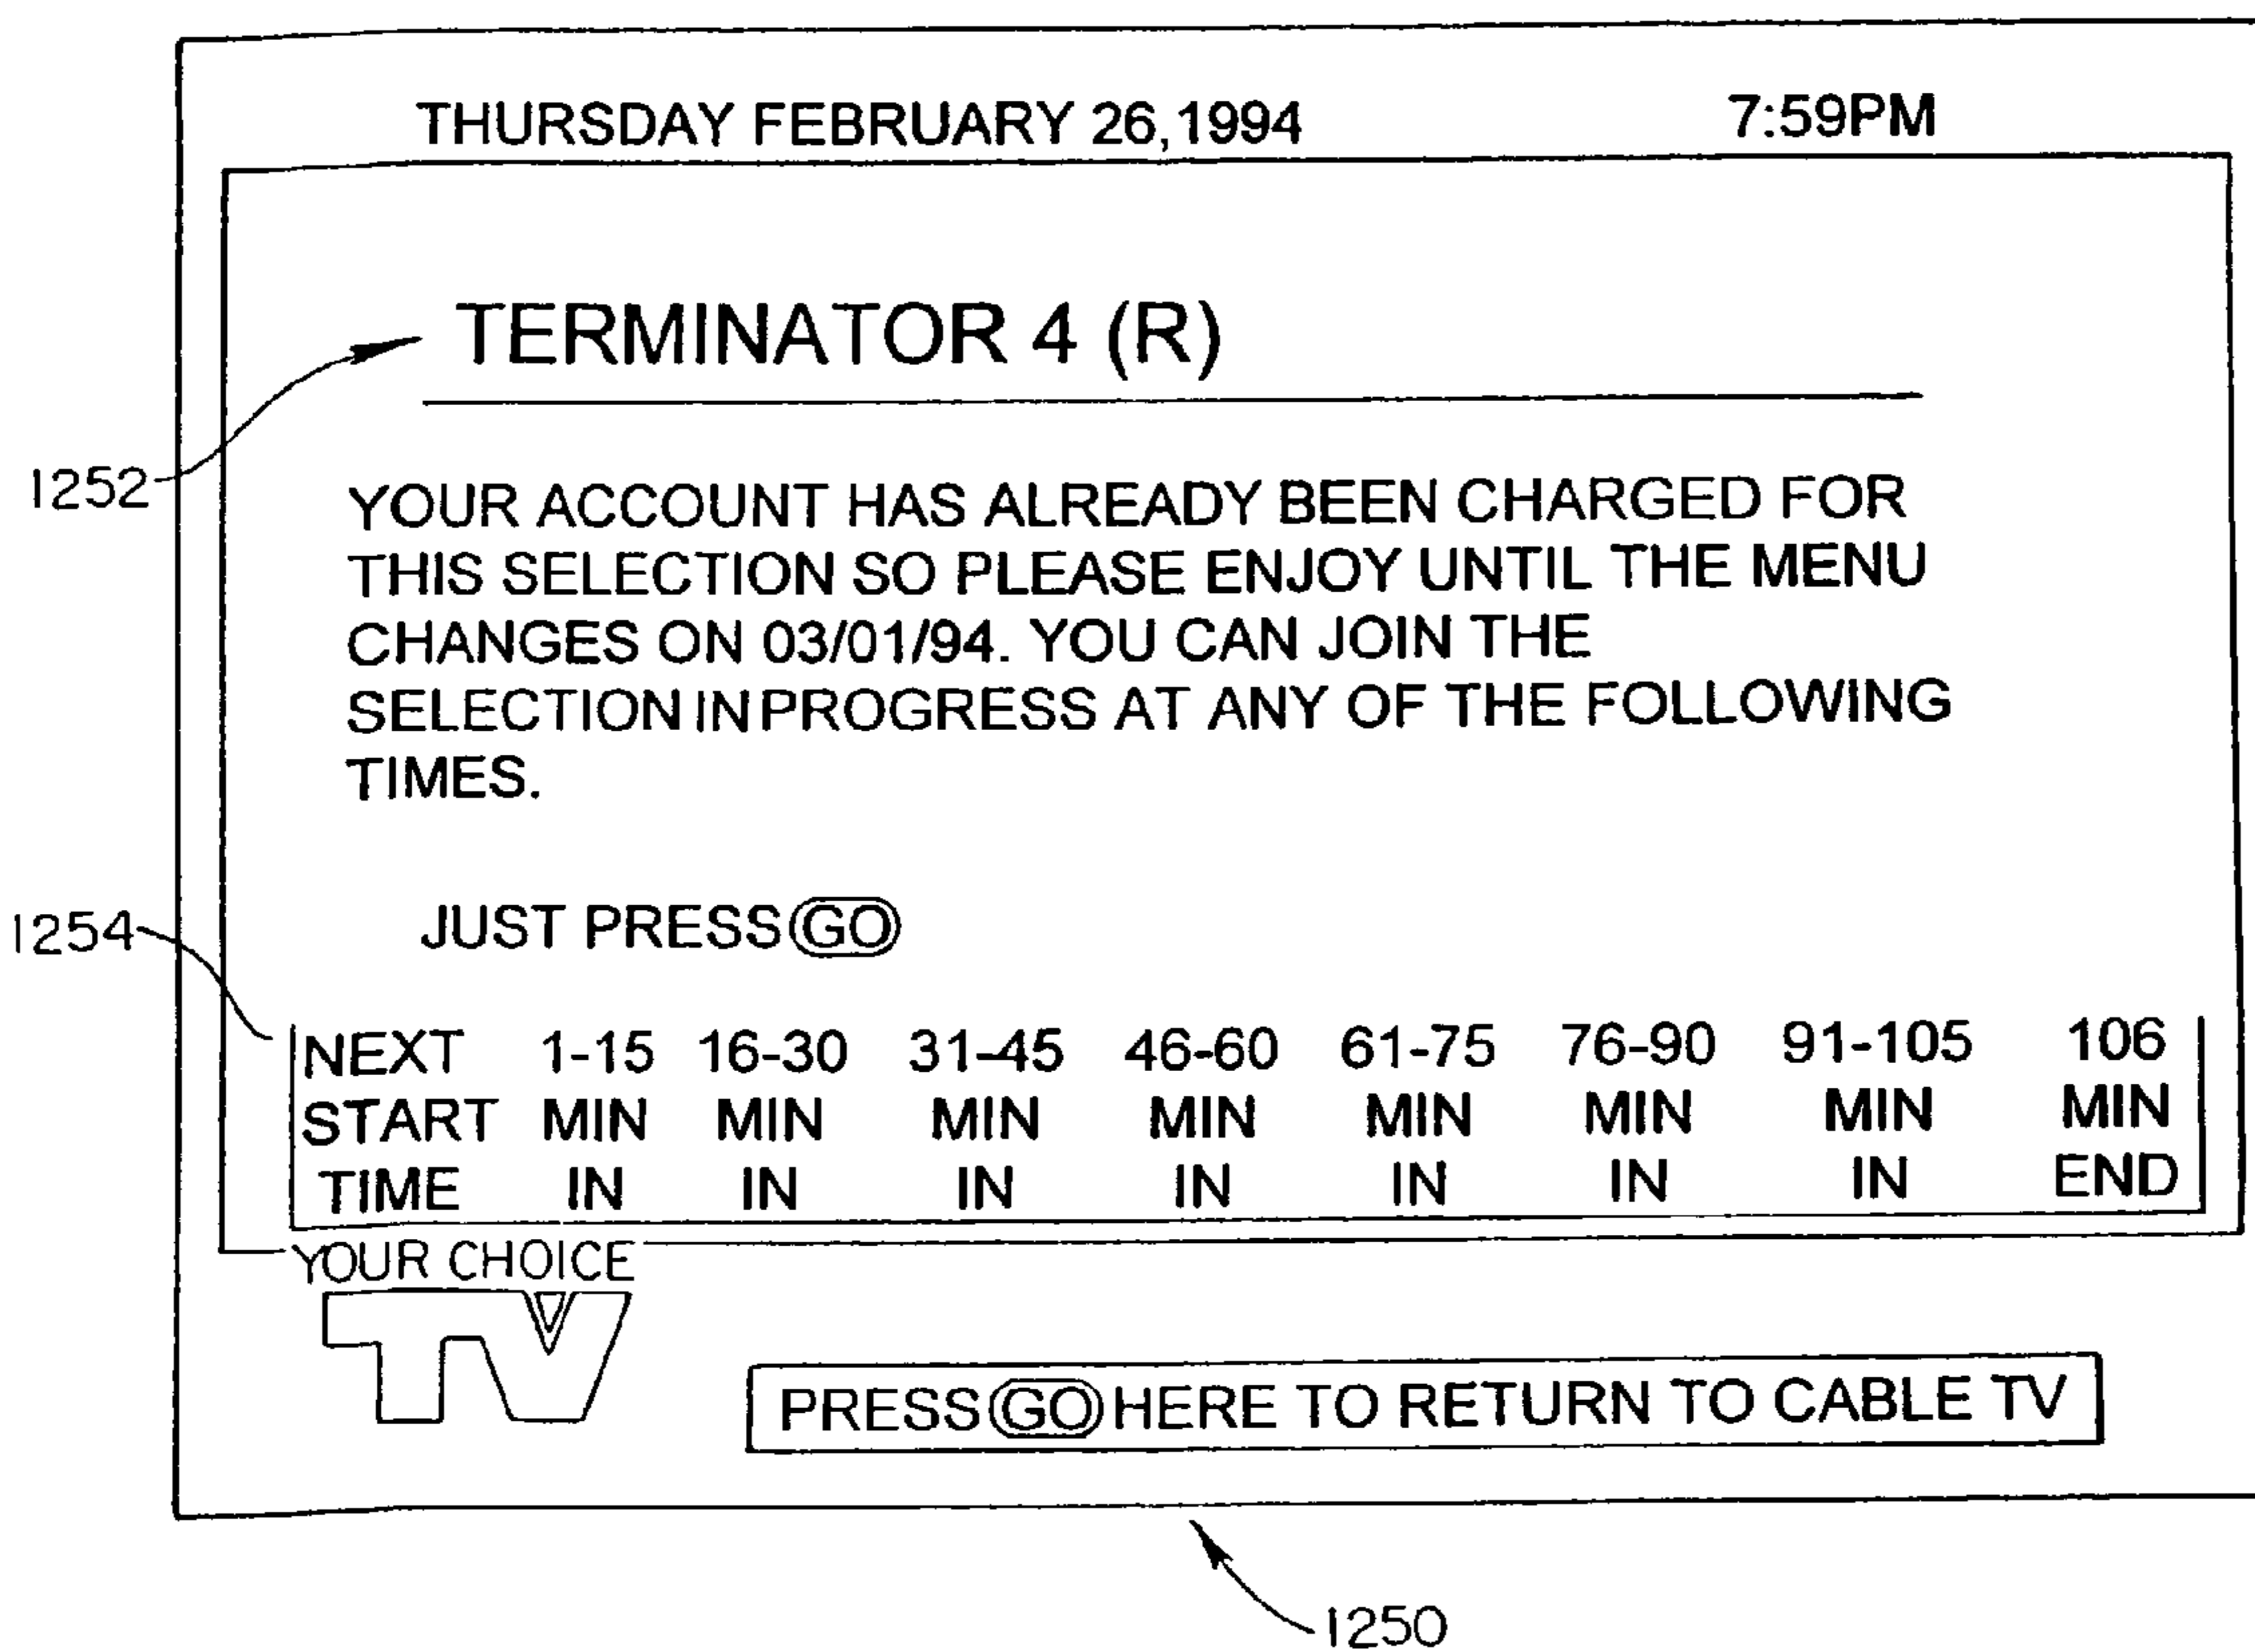 THURSDAY FEBRUARY 26,1994 7:59PM
TERMINATOR 4 (R)
1252
YOUR ACCOUNT HAS ALREADY BEEN CHARGED FOR
THIS SELECTION SO PLEASE ENJOY UNTIL THE MENU
CHANGES ON 03/01/94. YOU CAN JOIN THE
SELECTION IN PROGRESS AT ANY OF THE FOLLOWING
TIMES.
1254
JUST PRESS GO
NEXT 1-15 16-30 31-45 46-60 61-75 76-90 91-105 106
START MIN MIN MIN MIN MIN MIN MIN MIN
TIME IN IN IN IN IN IN IN END
YOUR CHOICE
TV
PRESS GO HERE TO RETURN TO CABLE TV
1250